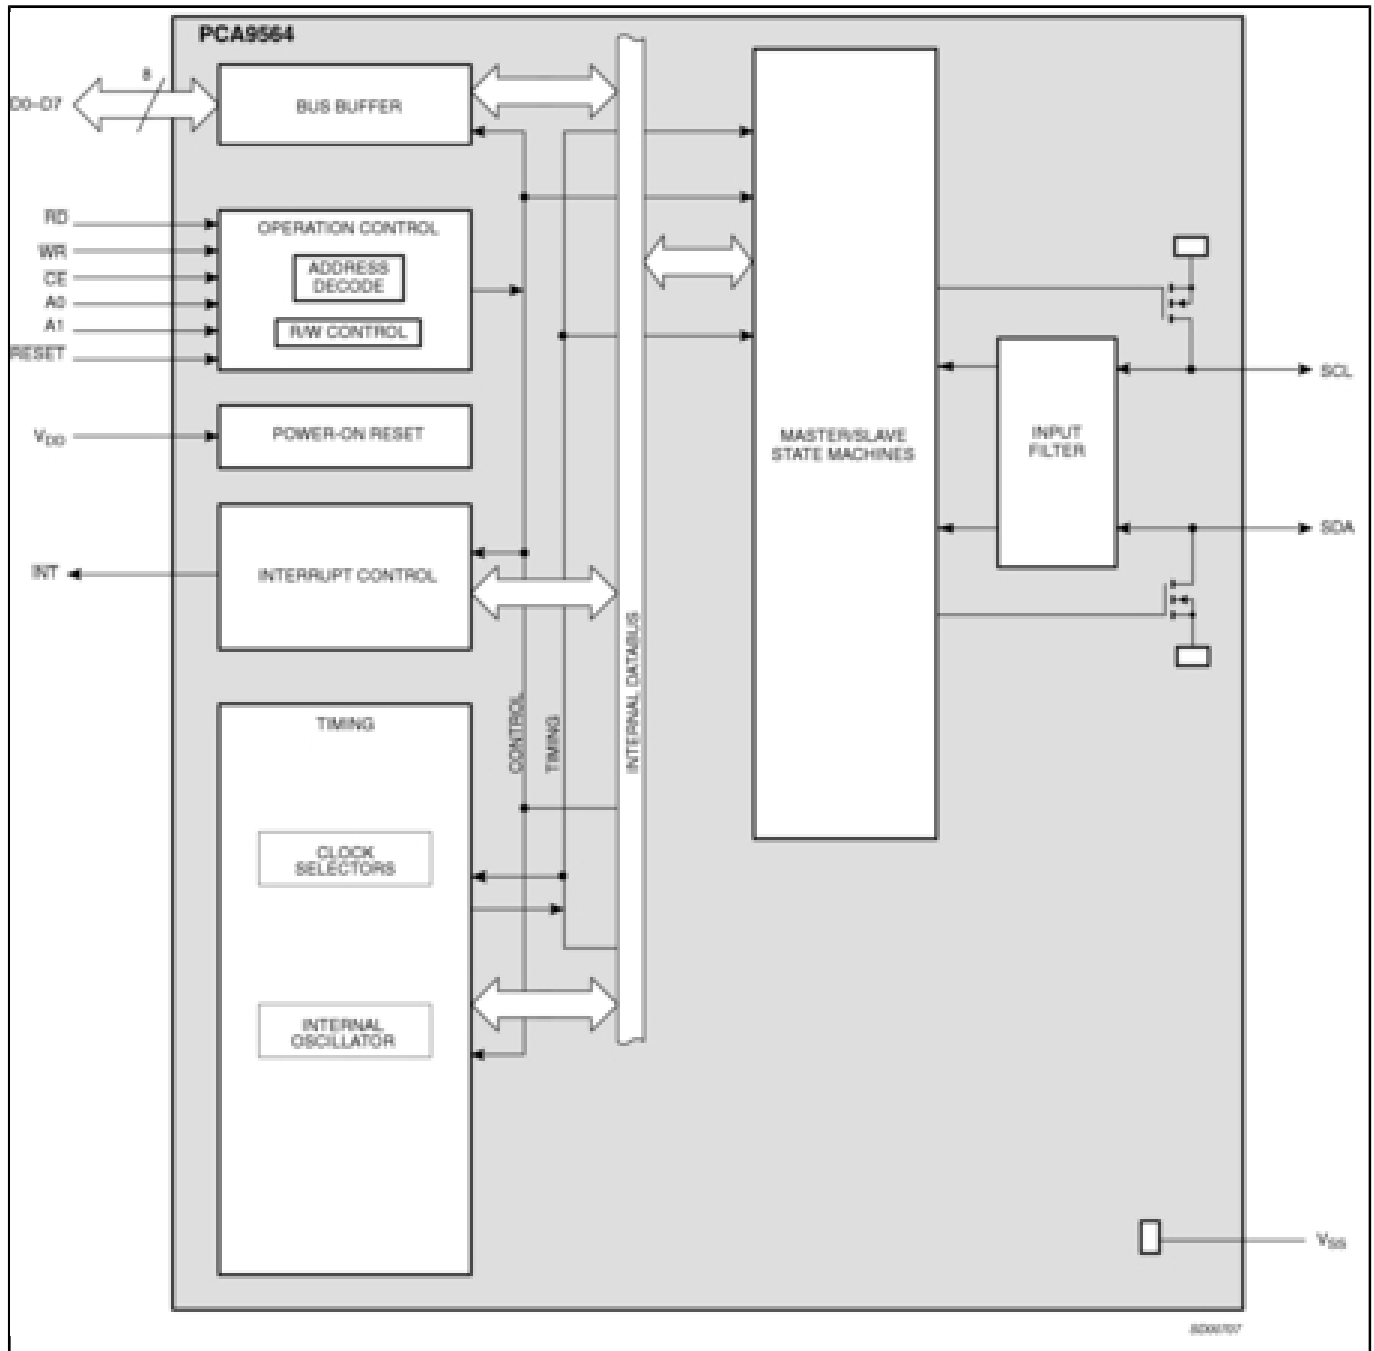 PCA9564
8
D0-D7
BUS BUFFER
RD
WR
CE
A0
A1
RESET
OPERATION CONTROL
ADDRESS
DECODE
R/W CONTROL
VDD
POWER-ON RESET
INT
INTERRUPT CONTROL
TIMING
CLOCK
SELECTORS
INTERNAL
OSCILLATOR
CONTROL
TIMING
INTERNAL DATABUS
MASTER/SLAVE
STATE MACHINES
INPUT
FILTER
SCL
SDA
VSS